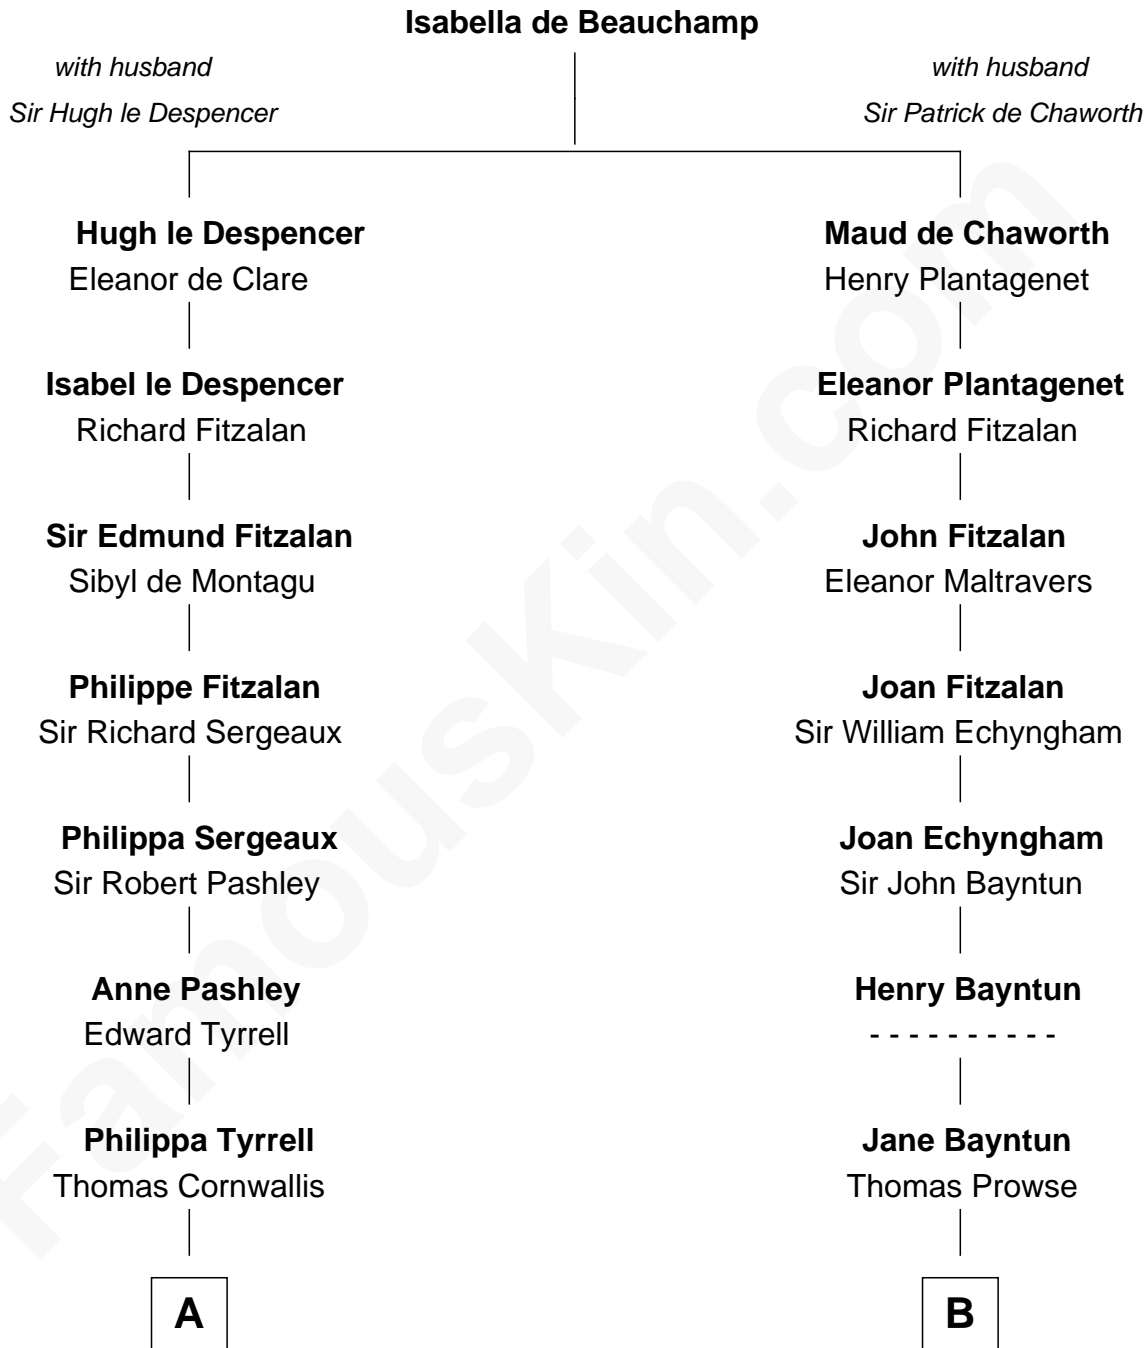 Isabella de Beauchamp
with husband
Sir Hugh le Despencer
with husband
Sir Patrick de Chaworth
Hugh le Despencer
Eleanor de Clare
Maud de Chaworth
Henry Plantagenet
Isabel le Despencer
Richard Fitzalan
Eleanor Plantagenet
Richard Fitzalan
Sir Edmund Fitzalan
Sibyl de Montagu
John Fitzalan
Eleanor Maltravers
Philippe Fitzalan
Sir Richard Sergeaux
Joan Fitzalan
Sir William Echyngham
Philippa Sergeaux
Sir Robert Pashley
Joan Echyngham
Sir John Bayntun
Anne Pashley
Edward Tyrrell
Henry Bayntun
- - - - - - - - - -
Philippa Tyrrell
Thomas Cornwallis
Jane Bayntun
Thomas Prowse
A
B
FamousKin.com